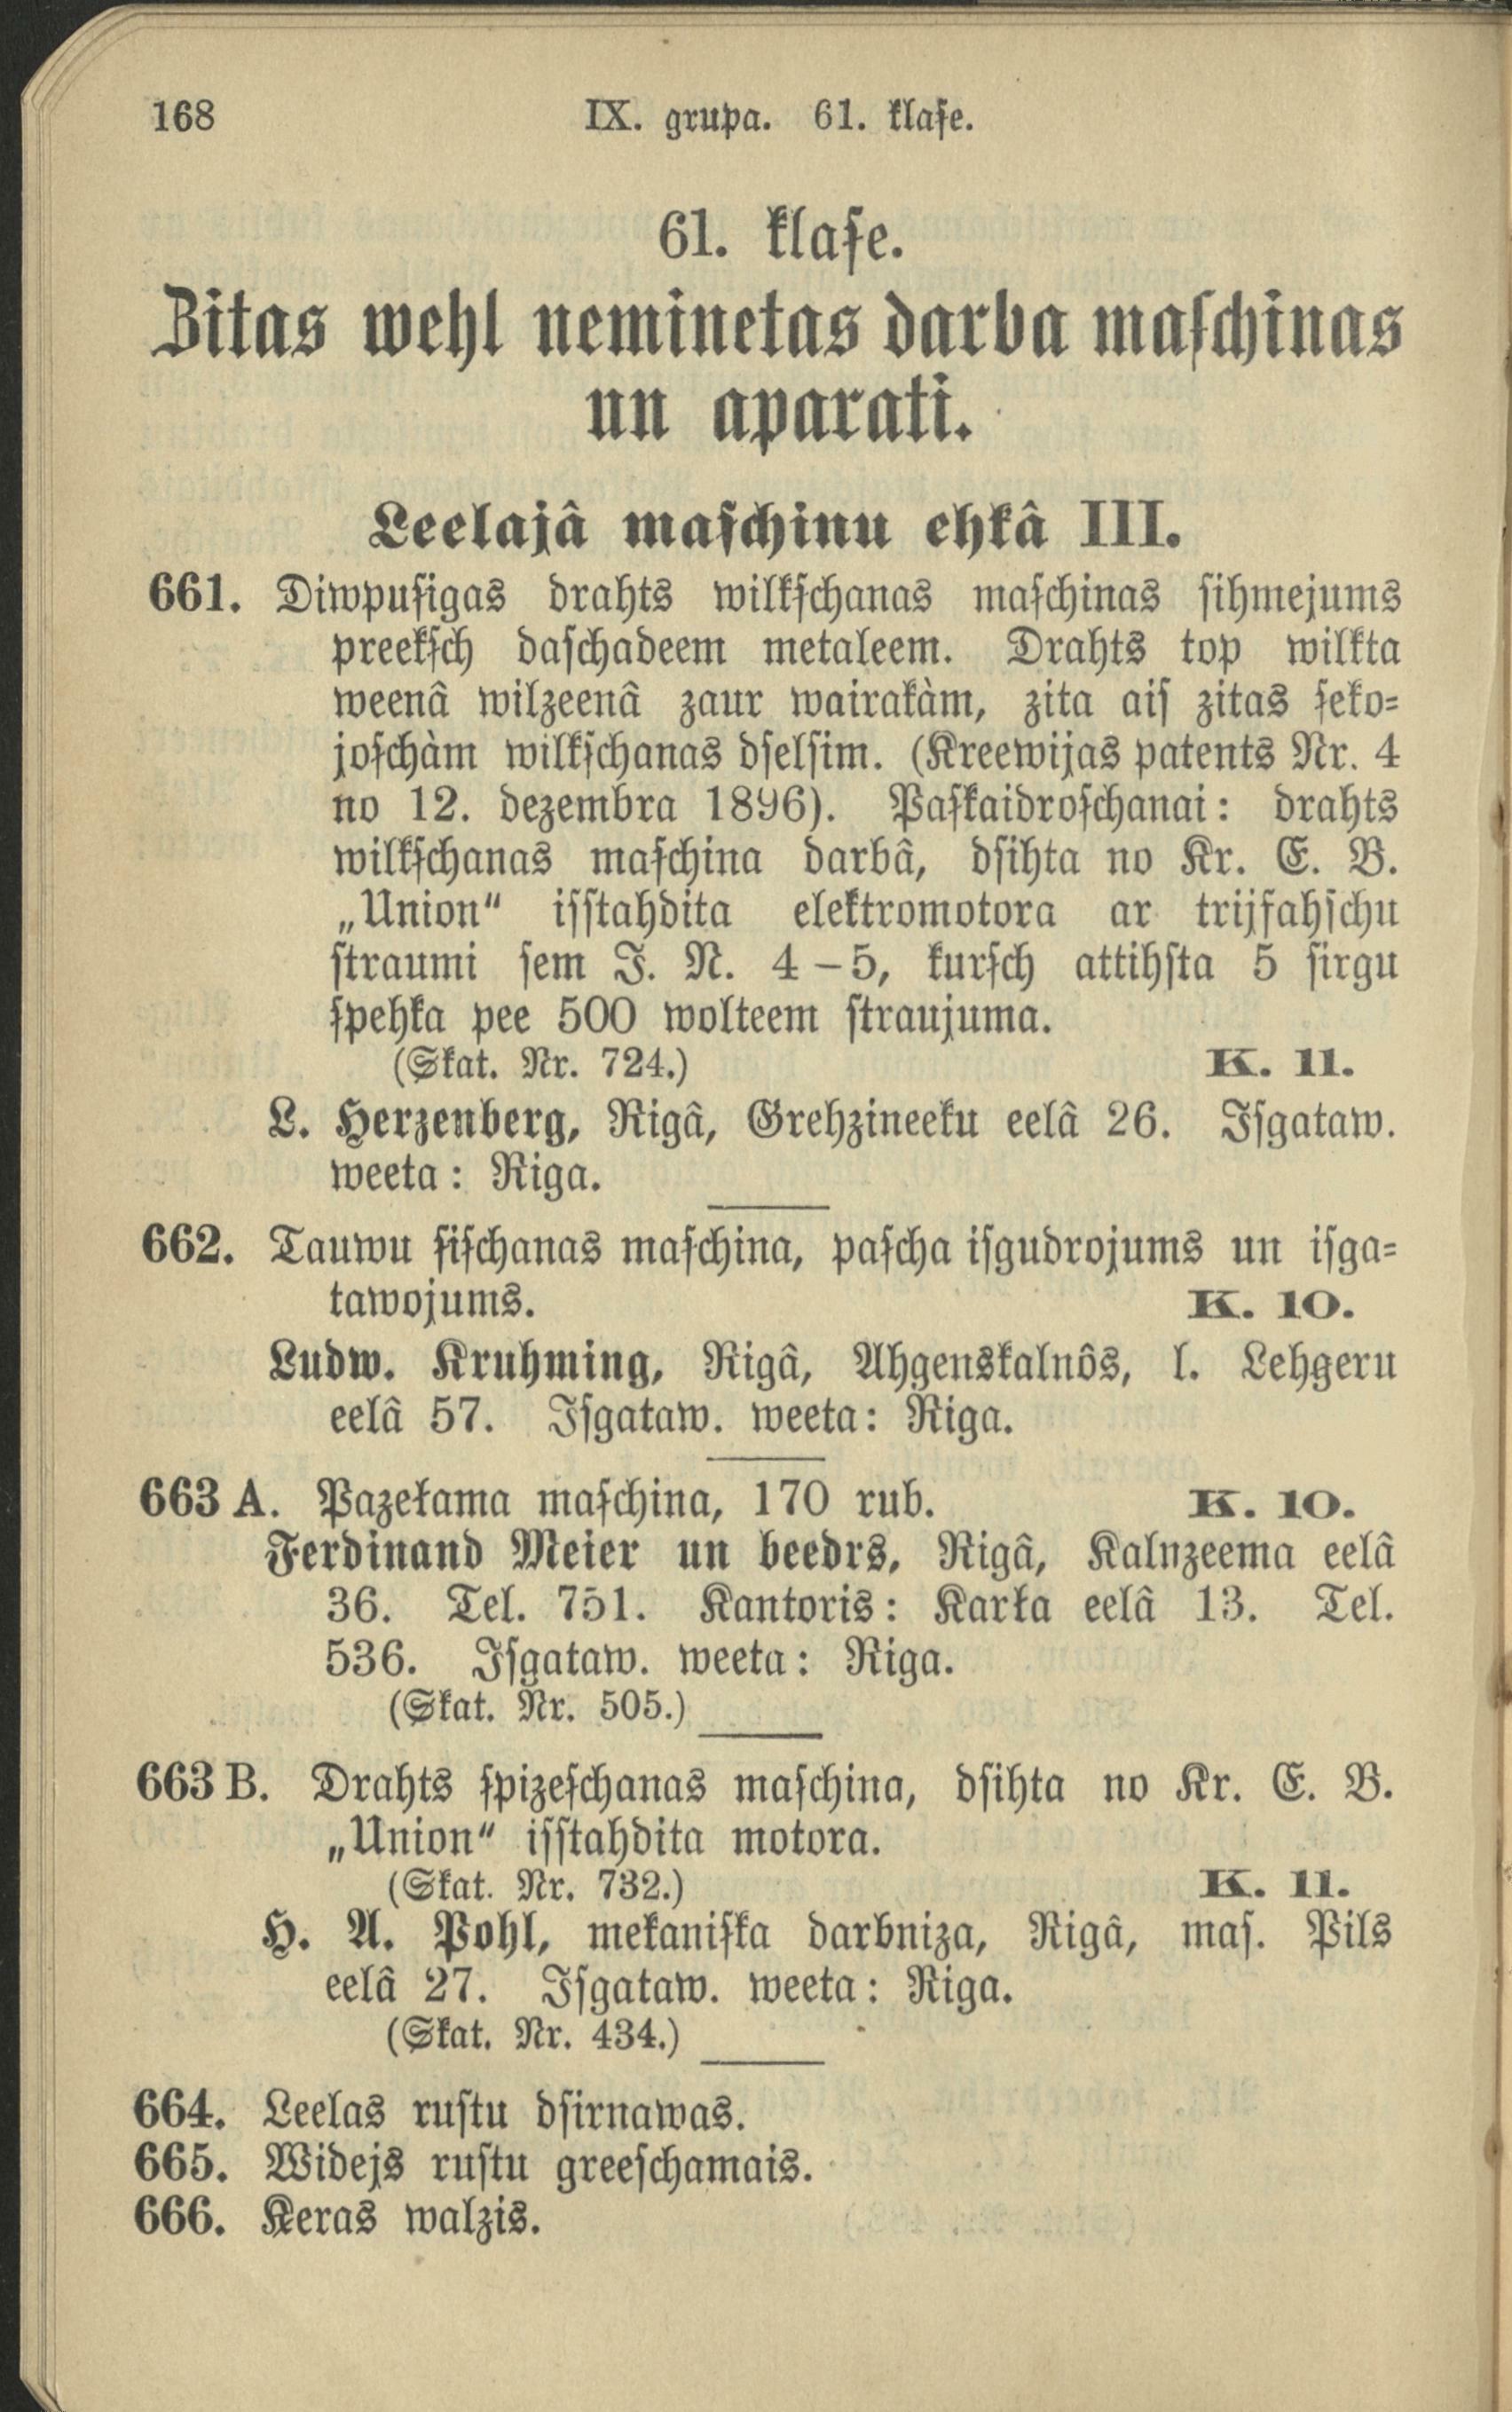 168 IX. grupa. 61. klaſe.
61. klaſe.
Zitas wehl neminetas darba maſchinas
un aparati.
Leelajâ maſchinu ehkâ III.
661. Diwpuſigas drahts wilkſchanas maſchinas ſihmejums
preekſch daſchadeem metaleem. Drahts top wilkta
weenâ wilzeenâ zaur wairakàm, zita aiſ zitas ſeko=
joſchàm wilkſchanas dſelſim. (Kreewijas patents Nr. 4
no 12. dezembra 1896). Paſkaidroſchanai: drahts
wilkſchanas maſchina darbâ, dſihta no Kr. E. B.
„Union“ iſſtahdita elektromotora ar trijfahſchu
ſtraumi ſem J. N. 4–5, kurſch attihſta 5 ſirgu
ſpehka pee 500 wolteem ſtraujuma.
(Skat. Nr. 724.) K. 11.
L. Herzenberg, Rigâ, Grehzineeku eelâ 26. Iſgataw.
weeta: Riga.
662. Tauwu ſiſchanas maſchina, paſcha iſgudrojums un iſga=
tawojums. K. 10.
Ludw. Kruhming, Rigâ, Ahgenskalnôs, l. Lehgeru
eelâ 57. Iſgataw. weeta: Riga.
663 A. Pazeƚama maſchina, 170 rub. K. 10.
Ferdinand Meier un beedrs, Rigâ, Kalnzeema eelâ
36. Tel. 751. Kantoris: Karƚa eelâ 13. Tel.
536. Iſgataw. weeta: Riga.
(Skat. Nr. 505.)
663 B. Drahts ſpizeſchanas maſchina, dſihta no Kr. E. B.
„Union“ iſſtahdita motora.
(Skat. Nr. 732.) K. 11.
H. A. Pohl, mekaniſka darbniza, Rigâ, maſ. Pils
eelâ 27. Iſgataw. weeta: Riga.
(Skat. Nr. 434.)
664. Leelas ruſtu dſirnawas.
665. Widejs ruſtu greeſchamais.
666. Keras walzis.